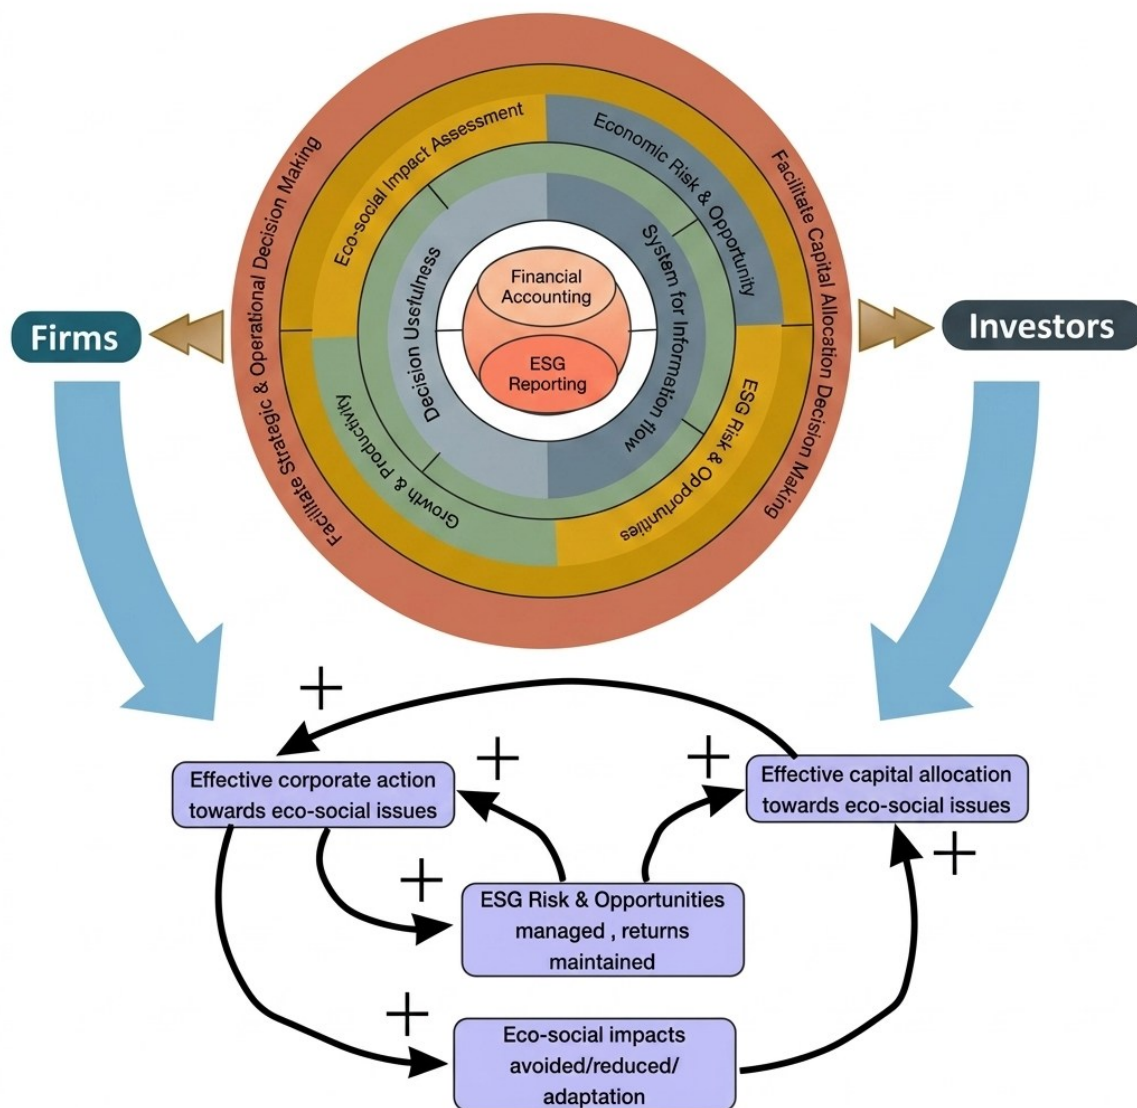 Facilitate Strategic & Operational Decision Making
Eco-social Impact Assessment
Economic Risk & Opportunity
Facilitate Capital Allocation Decision Making
Decision Usefulness
System for Information flow
Financial
Accounting
ESG
Reporting
Growth & Productivity
ESG Risk & Opportunities
Firms
Investors
+
+
+
Effective corporate action
towards eco-social issues
Effective capital allocation
towards eco-social issues
+
+
ESG Risk & Opportunities
managed , returns
maintained
+
Eco-social impacts
avoided/reduced/
adaptation